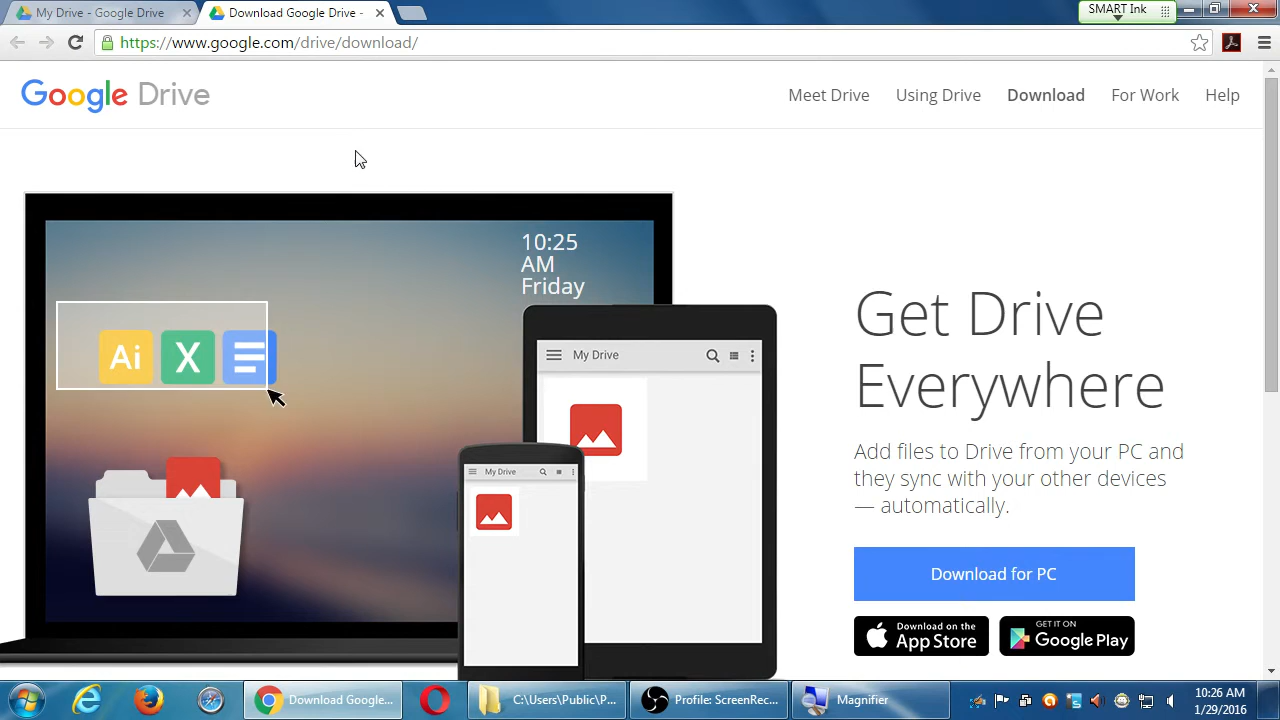 My Drive - Google Drive
Download Google Drive -
SMART Ink
https://www.google.com/drive/download/
Google Drive
Meet Drive
Using Drive
Download
For Work
Help
10:25
AM
Friday
Ai
X
My Drive
My Drive
Get Drive
Everywhere
Add files to Drive from your PC and
they sync with your other devices
— automatically.
Download for PC
Download on the
App Store
GET IT ON
Google Play
Download Google...
C:\Users\Public\P...
Profile: ScreenRec...
Magnifier
10:26 AM
1/29/2016